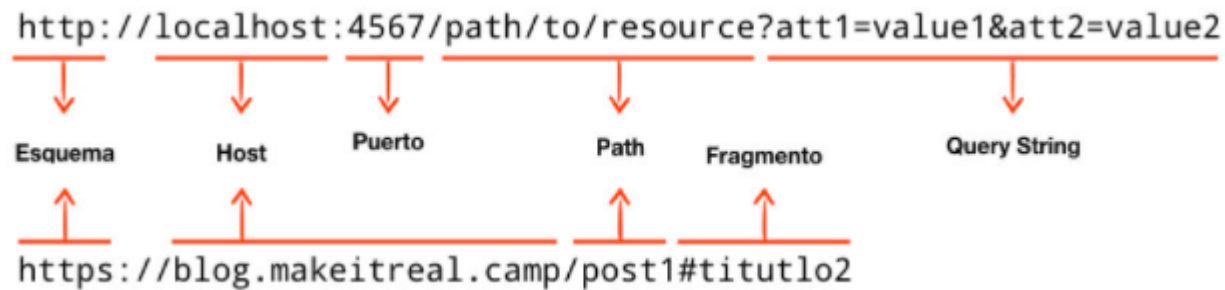 http://localhost:4567/path/to/resource?att1=value1&att2=value2
Esquema Host Puerto Path Fragmento Query String
https://blog.makeitreal.camp/post1#titutlo2